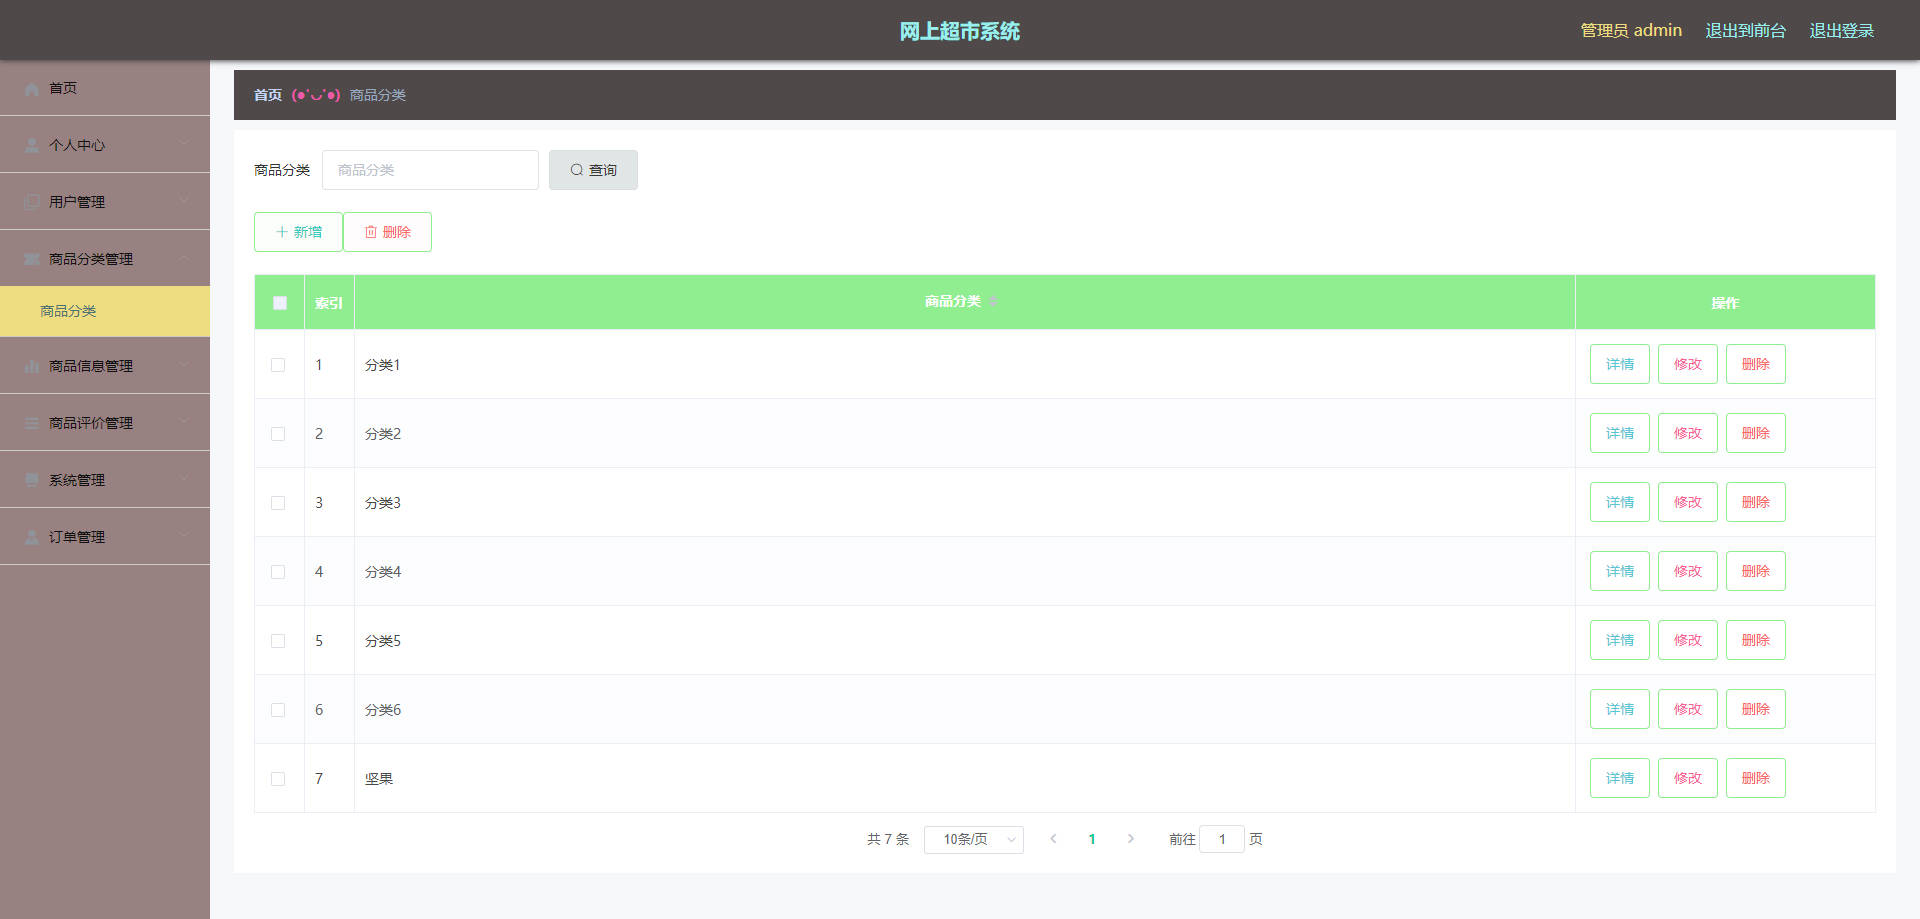 网上超市系统
管理员 admin 退出到前台 退出登录
首页
个人中心
用户管理
商品分类管理
商品分类
商品信息管理
商品评价管理
系统管理
订单管理
首页 (●'◡'●) 商品分类
商品分类 商品分类 查询
新增 删除
索引 商品分类 操作
1 分类1 详情 修改 删除
2 分类2 详情 修改 删除
3 分类3 详情 修改 删除
4 分类4 详情 修改 删除
5 分类5 详情 修改 删除
6 分类6 详情 修改 删除
7 坚果 详情 修改 删除
共 7 条 10条/页 1 前往 1 页